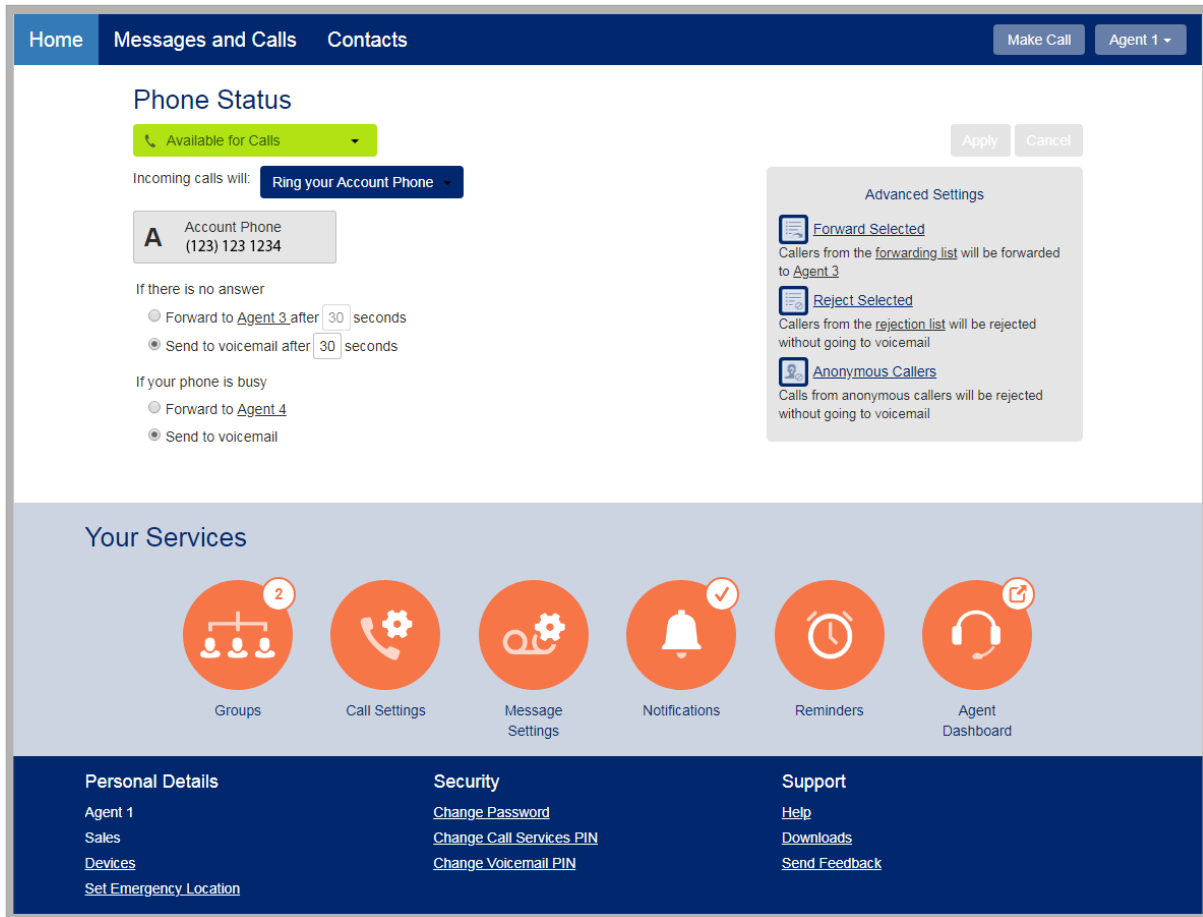 Home Messages and Calls Contacts Make Call Agent 1
Phone Status
Available for Calls
Apply Cancel
Incoming calls will: Ring your Account Phone
A Account Phone
(123) 123 1234
If there is no answer
Forward to Agent 3 after 30 seconds
Send to voicemail after 30 seconds
If your phone is busy
Forward to Agent 4
Send to voicemail
Advanced Settings
Forward Selected
Callers from the forwarding list will be forwarded
to Agent 3
Reject Selected
Callers from the rejection list will be rejected
without going to voicemail
Anonymous Callers
Calls from anonymous callers will be rejected
without going to voicemail
Your Services
2
Groups
Call Settings
Message
Settings
Notifications
Reminders
Agent
Dashboard
Personal Details
Agent 1
Sales
Devices
Set Emergency Location
Security
Change Password
Change Call Services PIN
Change Voicemail PIN
Support
Help
Downloads
Send Feedback